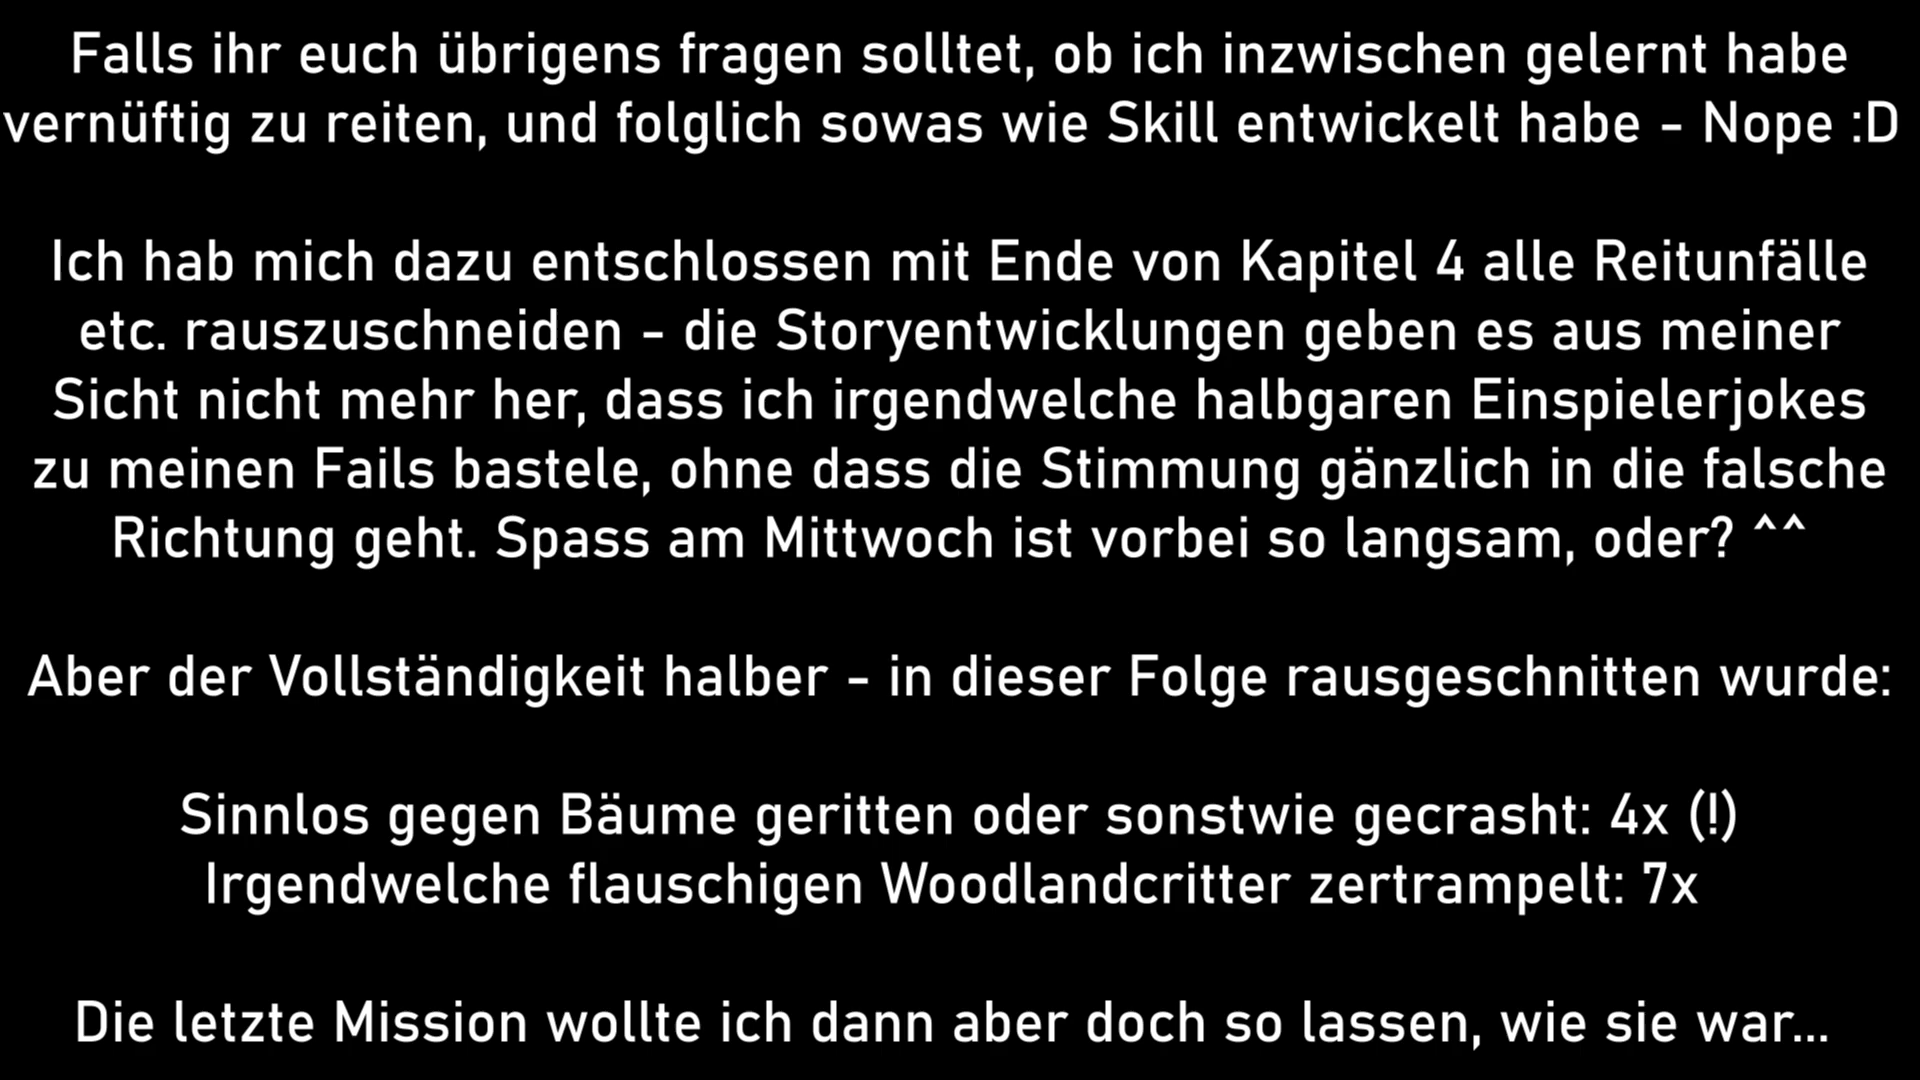 Falls ihr euch übrigens fragen solltet, ob ich inzwischen gelernt habe
vernüftig zu reiten, und folglich sowas wie Skill entwickelt habe - Nope :D
Ich hab mich dazu entschlossen mit Ende von Kapitel 4 alle Reitunfälle
etc. rauszuschneiden - die Storyentwicklungen geben es aus meiner
Sicht nicht mehr her, dass ich irgendwelche halbgaren Einspielerjokes
zu meinen Fails bastele, ohne dass die Stimmung gänzlich in die falsche
Richtung geht. Spass am Mittwoch ist vorbei so langsam, oder? ^^
Aber der Vollständigkeit halber - in dieser Folge rausgeschnitten wurde:
Sinnlos gegen Bäume geritten oder sonstwie gecrasht: 4x (!)
Irgendwelche flauschigen Woodlandcritter zertrampelt: 7x
Die letzte Mission wollte ich dann aber doch so lassen, wie sie war...